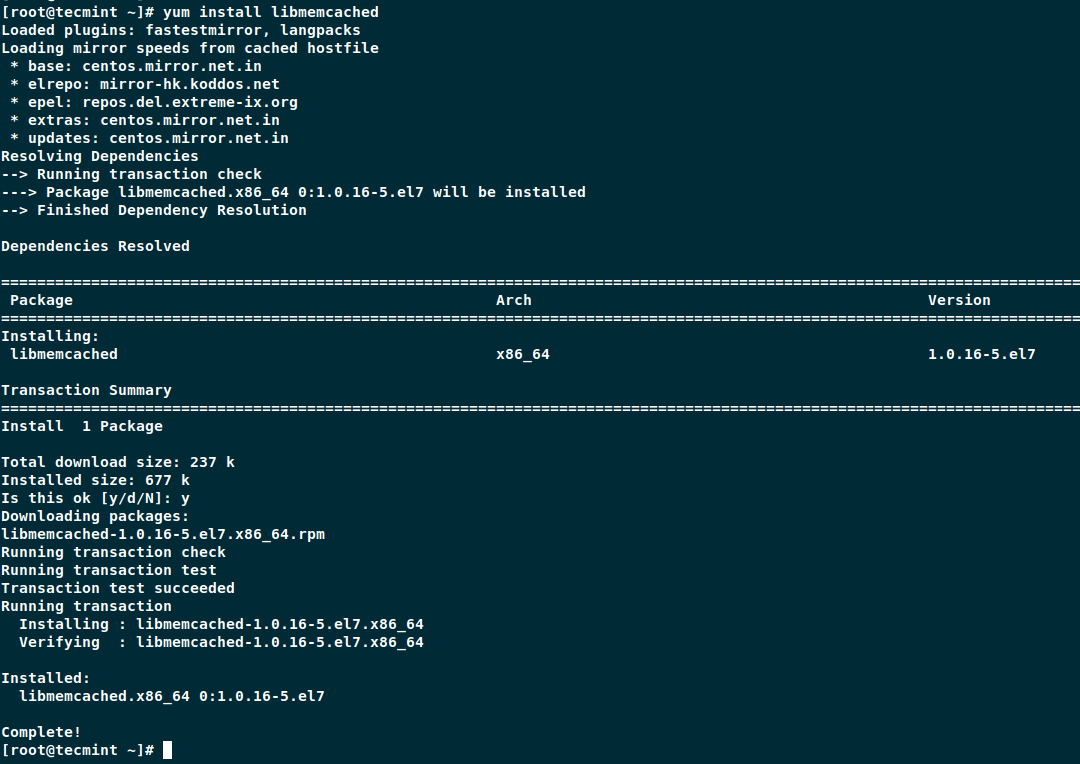 [root@tecmint ~]# yum install libmemcached
Loaded plugins: fastestmirror, langpacks
Loading mirror speeds from cached hostfile
 * base: centos.mirror.net.in
 * elrepo: mirror-hk.koddos.net
 * epel: repos.del.extreme-ix.org
 * extras: centos.mirror.net.in
 * updates: centos.mirror.net.in
Resolving Dependencies
--> Running transaction check
---> Package libmemcached.x86_64 0:1.0.16-5.el7 will be installed
--> Finished Dependency Resolution

Dependencies Resolved

========================================================================================================================
 Package                                               Arch                                            Version
========================================================================================================================
Installing:
 libmemcached                                          x86_64                                          1.0.16-5.el7

Transaction Summary
========================================================================================================================
Install  1 Package

Total download size: 237 k
Installed size: 677 k
Is this ok [y/d/N]: y
Downloading packages:
libmemcached-1.0.16-5.el7.x86_64.rpm
Running transaction check
Running transaction test
Transaction test succeeded
Running transaction
  Installing : libmemcached-1.0.16-5.el7.x86_64
  Verifying  : libmemcached-1.0.16-5.el7.x86_64

Installed:
  libmemcached.x86_64 0:1.0.16-5.el7

Complete!
[root@tecmint ~]#